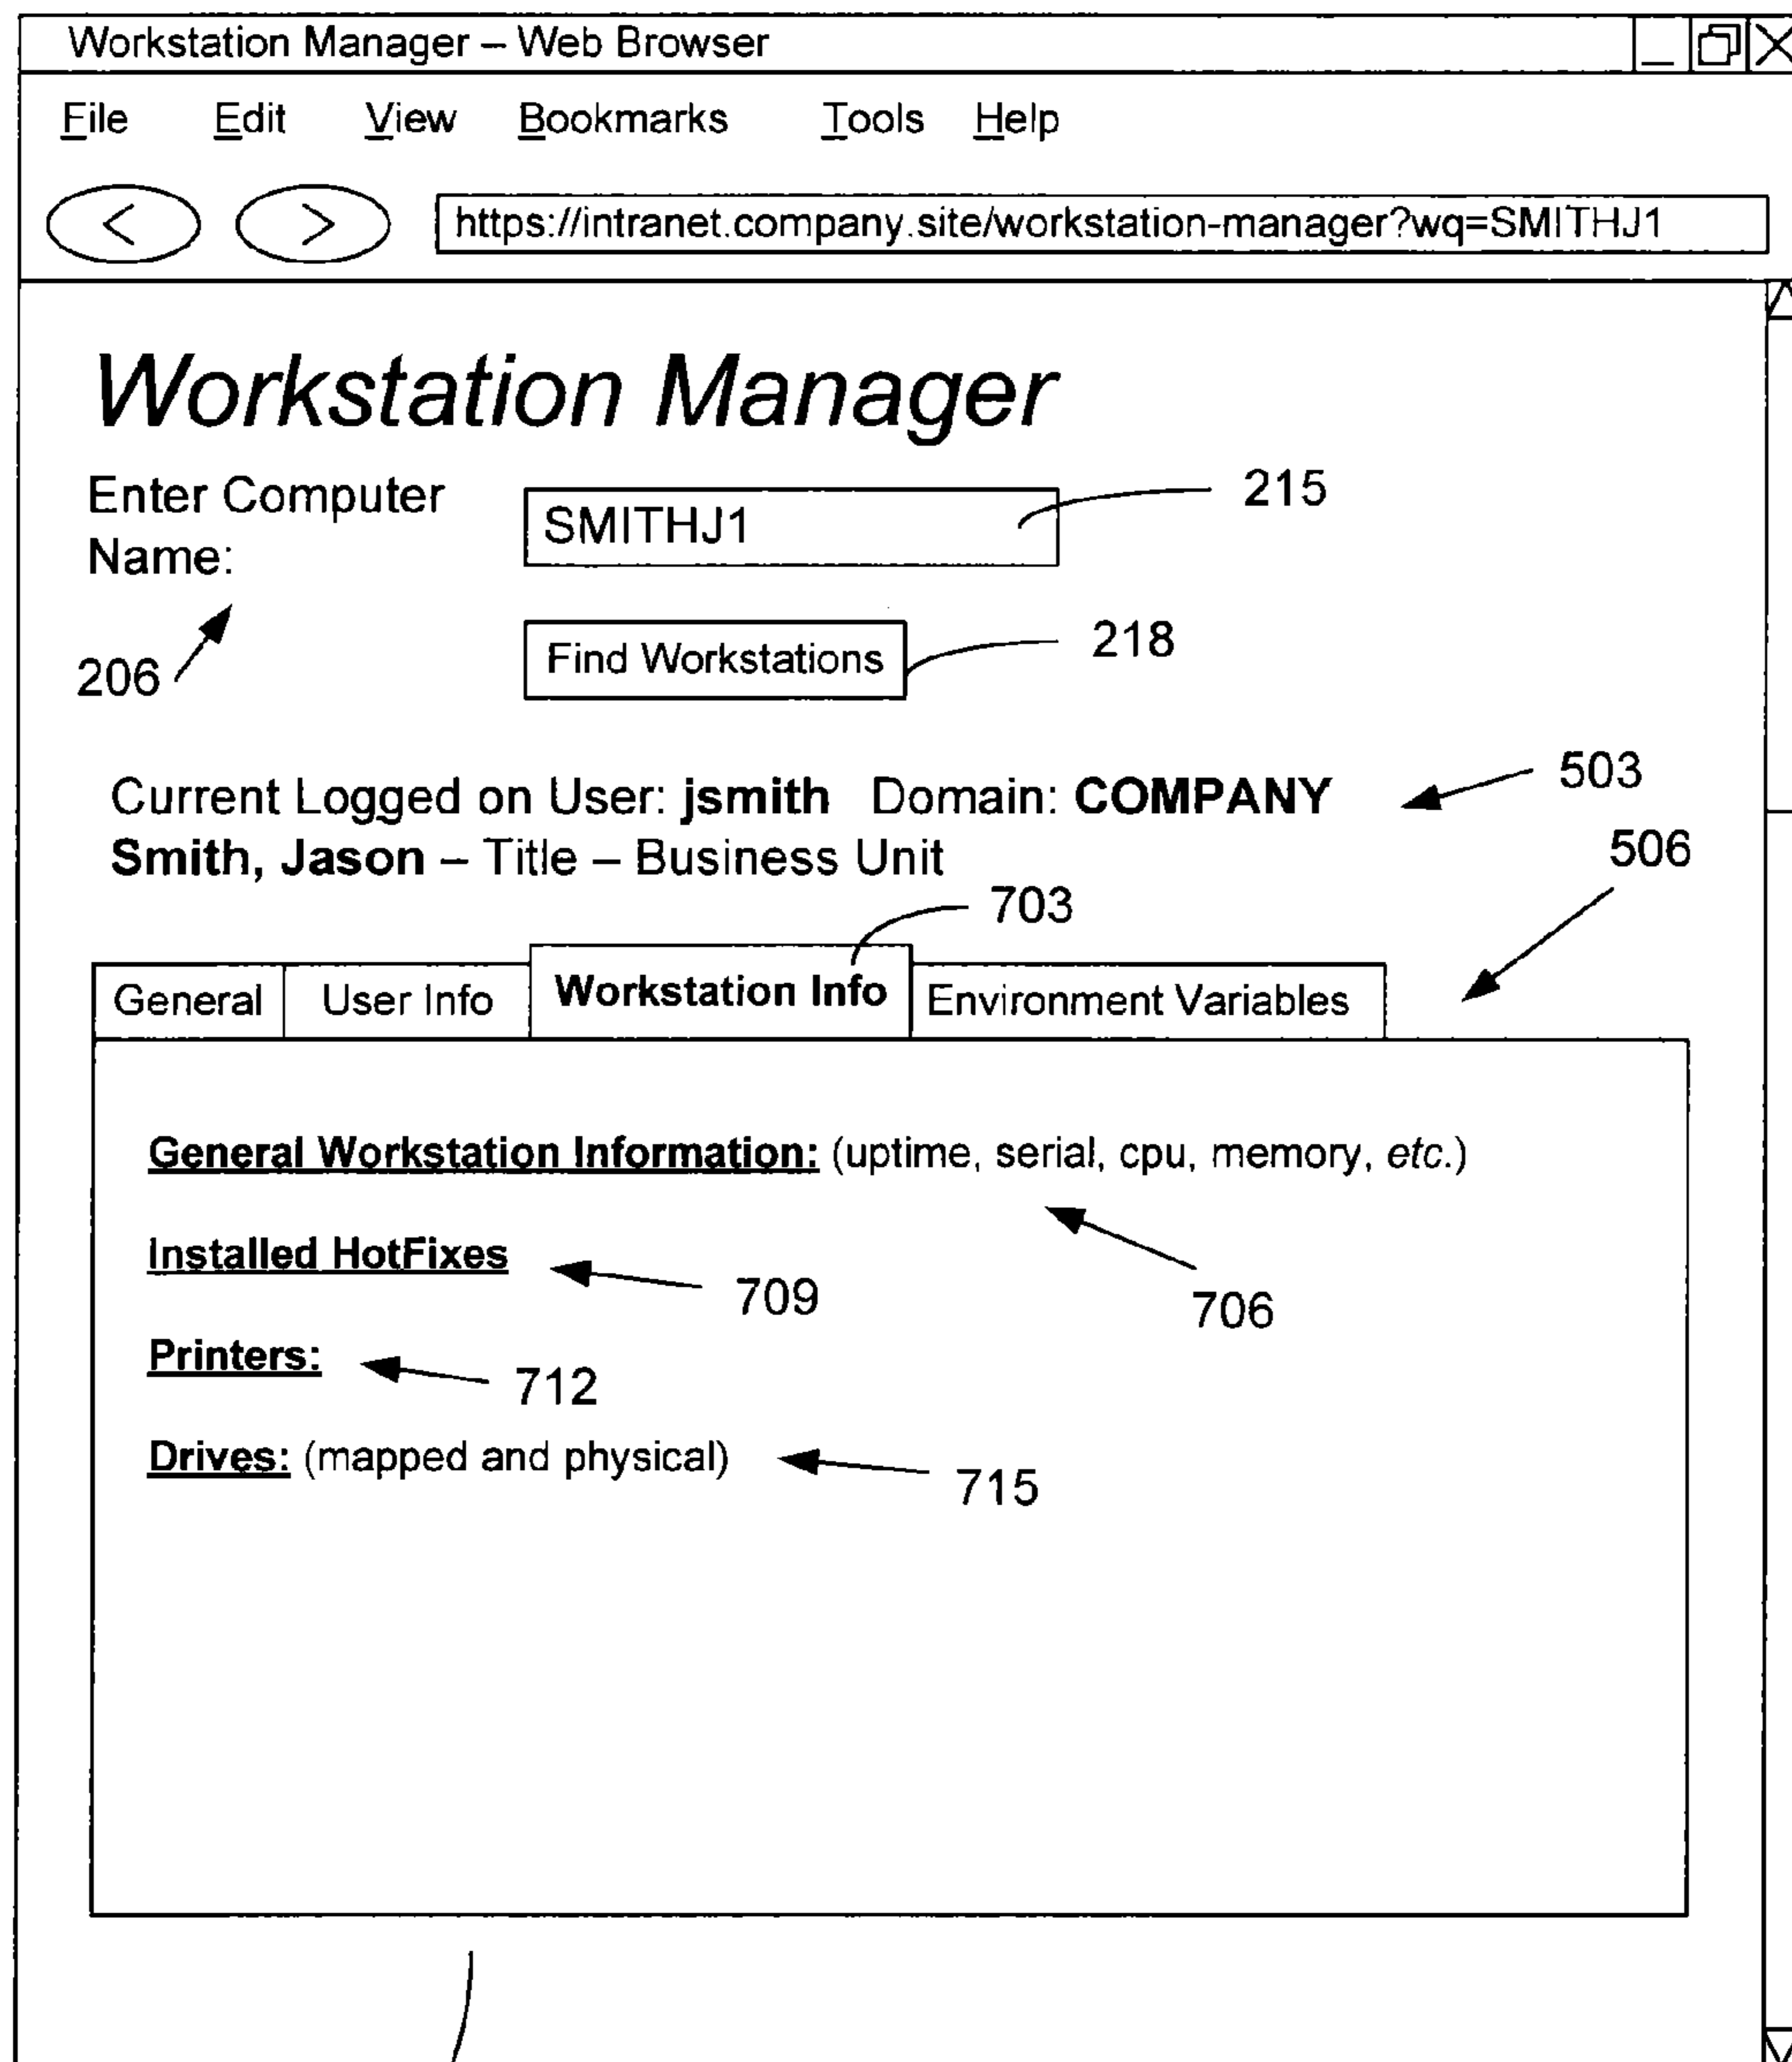 Workstation Manager – Web Browser
File Edit View Bookmarks Tools Help
< > https://intranet.company.site/workstation-manager?wq=SMITHJ1
Workstation Manager
Enter Computer
Name:
SMITHJ1
215
206
Find Workstations
218
Current Logged on User: jsmith Domain: COMPANY
503
Smith, Jason – Title – Business Unit
506
703
General User Info Workstation Info Environment Variables
General Workstation Information: (uptime, serial, cpu, memory, etc.)
706
Installed HotFixes
709
Printers:
712
Drives: (mapped and physical)
715